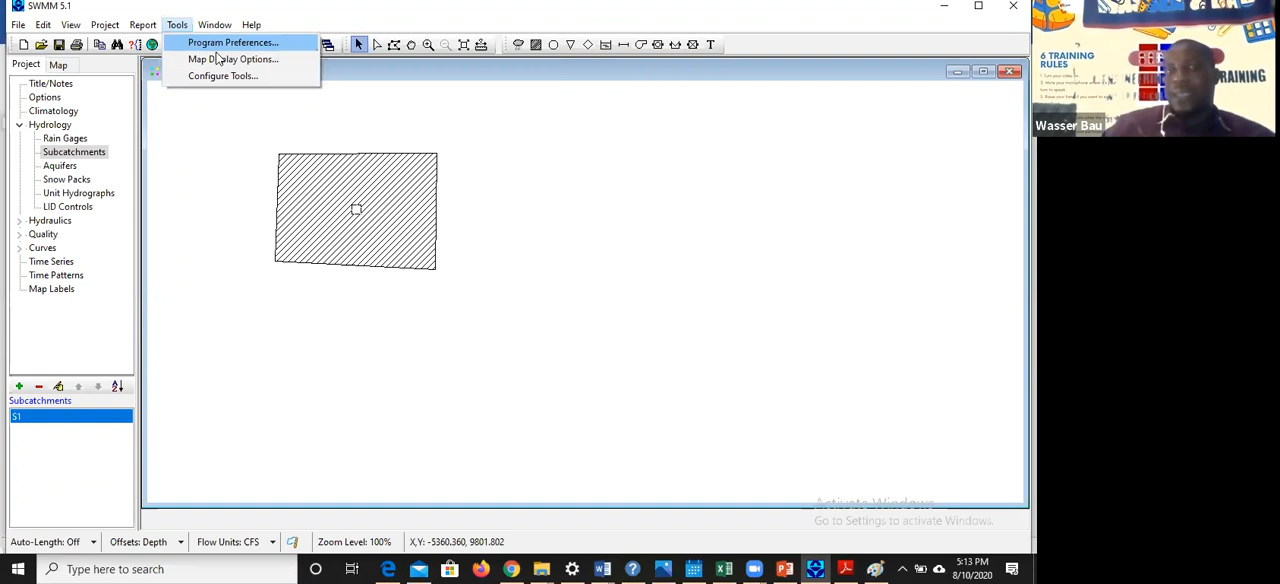 SWMM 5.1
File Edit View Project Report Tools Window Help
Program Preferences...
Map Display Options...
Configure Tools...
Project Map
Title/Notes
Options
Climatology
Hydrology
Rain Gages
Subcatchments
Aquifers
Snow Packs
Unit Hydrographs
LID Controls
Hydraulics
Quality
Curves
Time Series
Time Patterns
Map Labels
Subcatchments
S1
Auto-Length: Off Offsets: Depth Flow Units: CFS Zoom Level: 100% X,Y: -5360.360, 9801.802
Activate Windows
Go to Settings to activate Windows.
Type here to search
5:13 PM
8/10/2020
6 TRAINING
RULES
RAINING
Wasser Bau